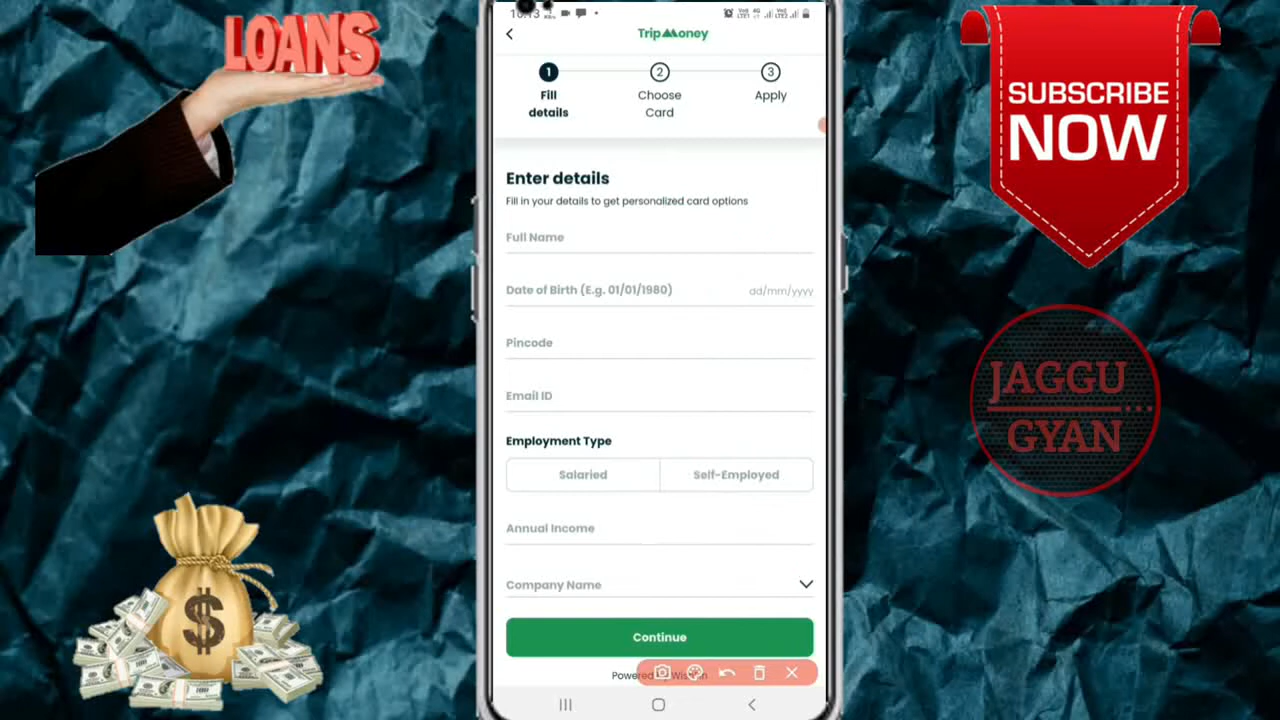 LOANS
10:13
TripMoney
1
2
3
Fill
details
Choose
Card
Apply
Enter details
Fill in your details to get personalized card options
Full Name
Date of Birth (E.g. 01/01/1980)
dd/mm/yyyy
Pincode
Email ID
Employment Type
Salaried
Self-Employed
Annual Income
Company Name
Continue
SUBSCRIBE
NOW
JAGGU
GYAN
$